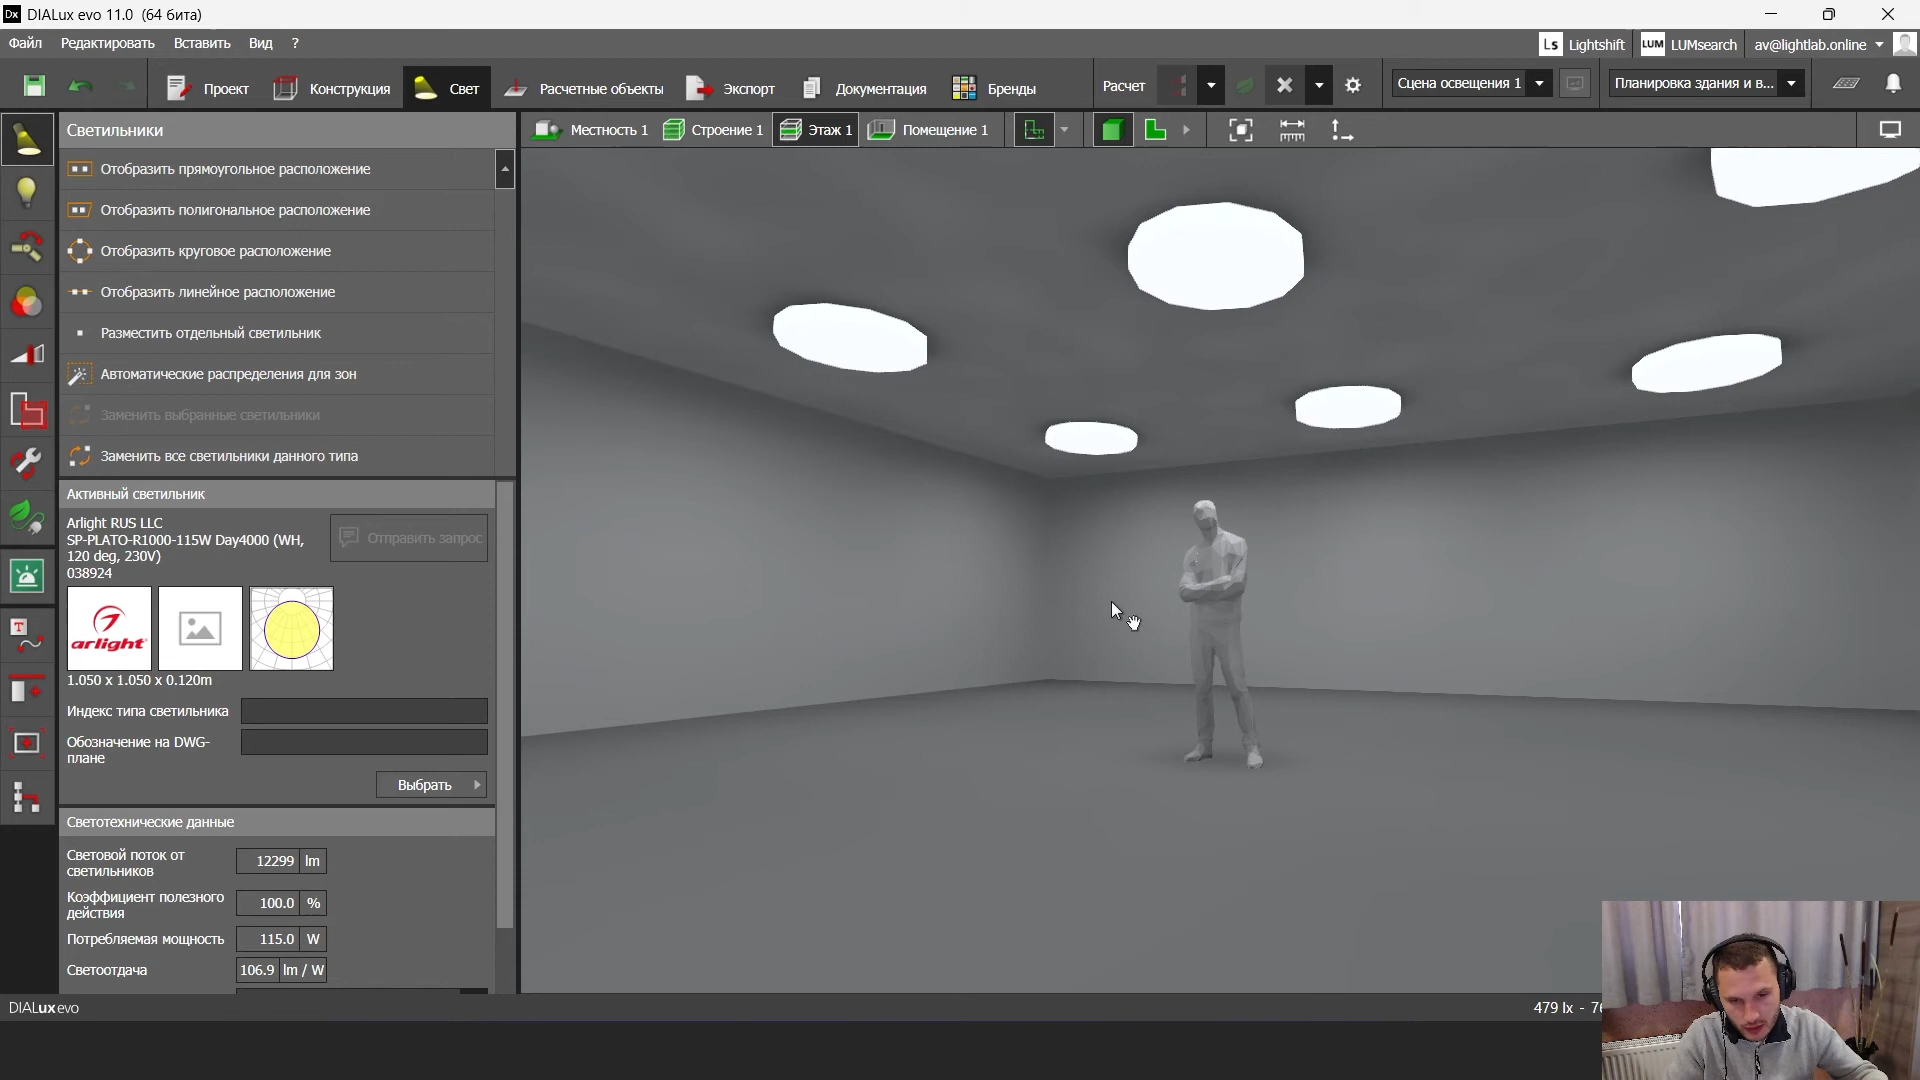 Dx DIALux evo 11.0 (64 бита)
Файл Редактировать Вставить Вид ?
Ls Lightshift LUM LUMsearch av@lightlab.online
Проект Конструкция Свет Расчетные объекты Экспорт Документация Бренды Расчет Сцена освещения 1 Планировка здания и в...
Светильники
Местность 1 Строение 1 Этаж 1 Помещение 1
Отобразить прямоугольное расположение
Отобразить полигональное расположение
Отобразить круговое расположение
Отобразить линейное расположение
Разместить отдельный светильник
Автоматические распределения для зон
Заменить выбранные светильники
Заменить все светильники данного типа
Активный светильник
Arlight RUS LLC
SP-PLATO-R1000-115W Day4000 (WH,
120 deg, 230V)
038924
Отправить запрос
arlight
1.050 x 1.050 x 0.120m
Индекс типа светильника
Обозначение на DWG-
плане
Выбрать
Светотехнические данные
Световой поток от
светильников
12299 lm
Коэффициент полезного
действия
100.0 %
Потребляемая мощность 115.0 W
Светоотдача 106.9 lm / W
DIALux evo
479 lx - 76